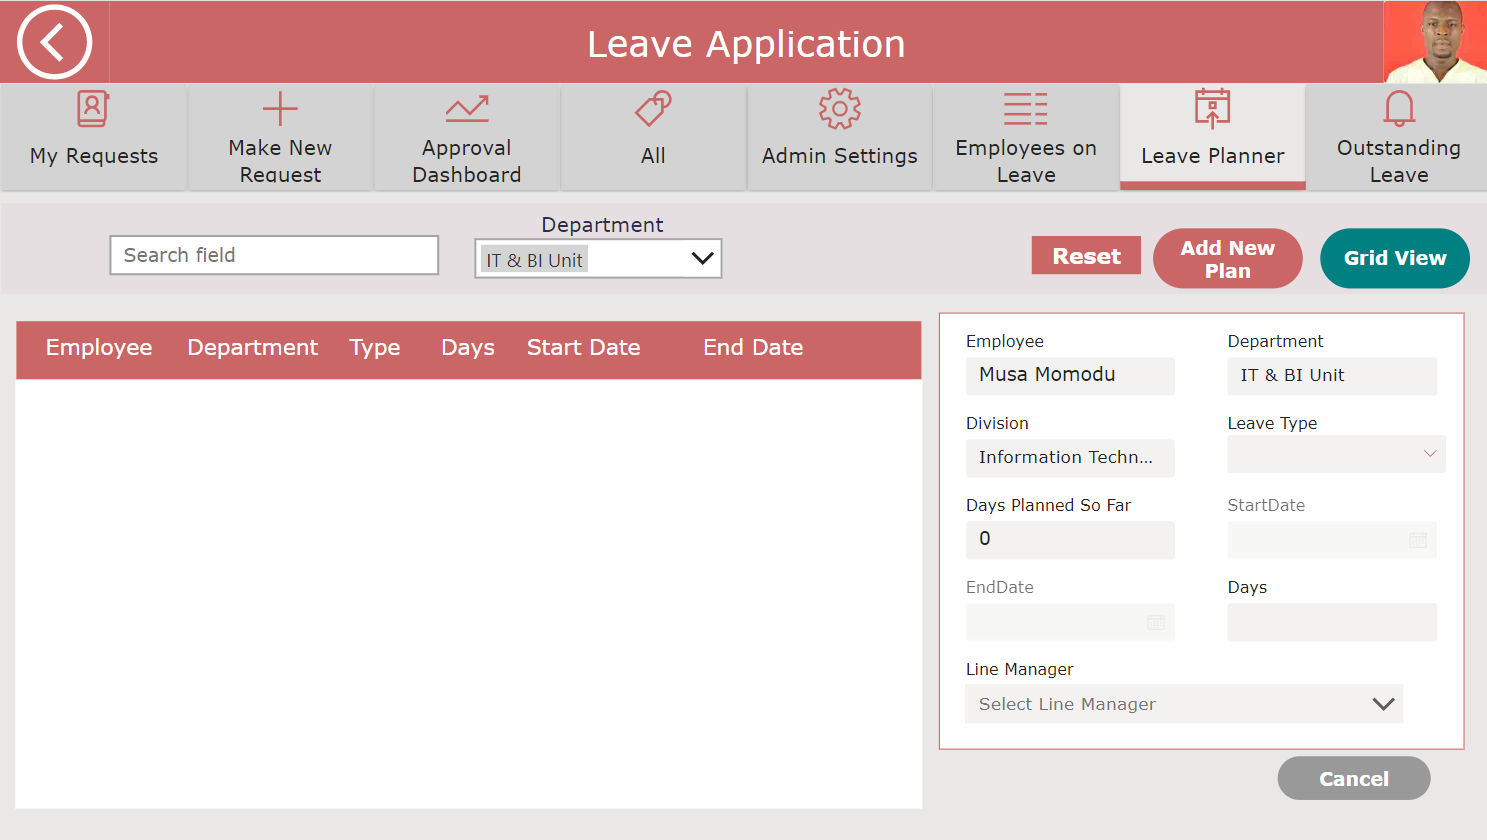 Leave Application
My Requests
Make New
Request
Approval
Dashboard
All
Admin Settings
Employees on
Leave
Leave Planner
Outstanding
Leave
Search field
Department
IT & BI Unit
Reset
Add New
Plan
Grid View
Employee Department Type Days Start Date End Date
Employee
Musa Momodu
Department
IT & BI Unit
Division
Information Techn...
Leave Type
Days Planned So Far
0
StartDate
EndDate
Days
Line Manager
Select Line Manager
Cancel